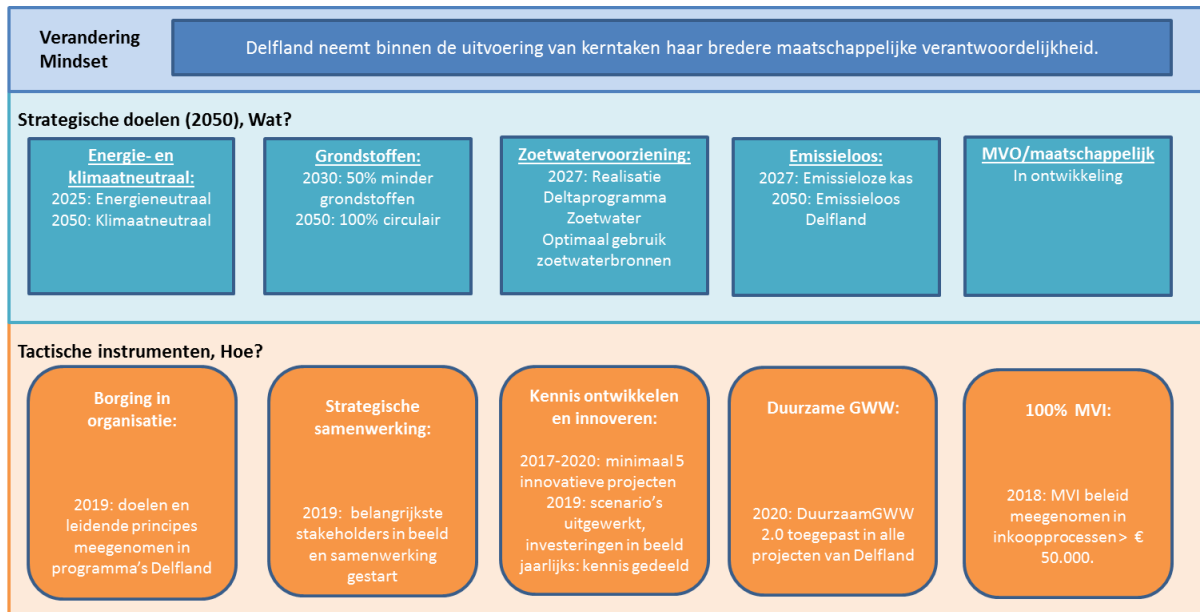 Verandering
Mindset
Delfland neemt binnen de uitvoering van kerntaken haar bredere maatschappelijke verantwoordelijkheid.
Strategische doelen (2050), Wat?
Energie- en
klimaatneutraal:
2025: Energieneutraal
2050: Klimaatneutraal
Grondstoffen:
2030: 50% minder
grondstoffen
2050: 100% circulair
Zoetwatervoorziening:
2027: Realisatie
Deltaprogramma
Zoetwater
Optimaal gebruik
zoetwaterbronnen
Emissieloos:
2027: Emissieloze kas
2050: Emissieloos
Delfland
MVO/maatschappelijk
In ontwikkeling
Tactische instrumenten, Hoe?
Borging in
organisatie:
2019: doelen en
leidende principes
meegenomen in
programma's Delfland
Strategische
samenwerking:
2019: belangrijkste
stakeholders in beeld
en samenwerking
gestart
Kennis ontwikkelen
en innoveren:
2017-2020: minimaal 5
innovatieve projecten
2019: scenario's
uitgewerkt,
investeringen in beeld
jaarlijks: kennis gedeeld
Duurzame GWW:
2020: DuurzaamGWW
2.0 toegepast in alle
projecten van Delfland
100% MVI:
2018: MVI beleid
meegenomen in
inkoopprocessen > €
50.000.